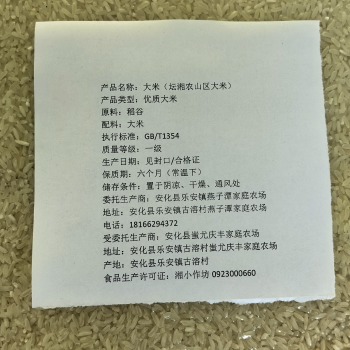 产品名称：大米（坛湘农山区大米）
产品类型：优质大米
原料：稻谷
配料：大米
执行标准：GB/T1354
质量等级：一级
生产日期：见封口/合格证
保质期：六个月（常温下）
储存条件：置于阴凉、干燥、通风处
委托生产商：安化县乐安镇燕子潭家庭农场
地址：安化县乐安镇古溶村燕子潭家庭农场
电话：18166294372
受委托生产商：安化县蚩尤庆丰家庭农场
地址：安化县乐安镇古溶村蚩尤庆丰家庭农场
产地：安化县乐安镇古溶村
食品生产许可证：湘小作坊 0923000660